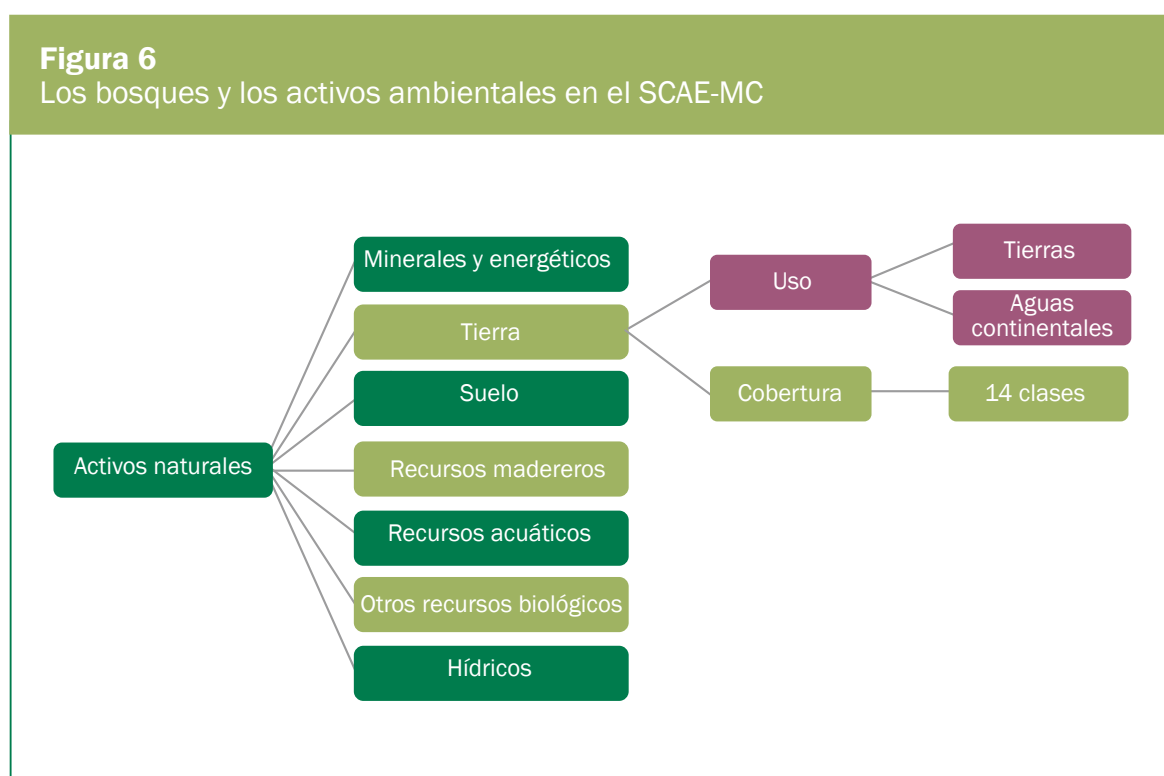 Figura 6
Los bosques y los activos ambientales en el SCAE-MC
Activos naturales
Minerales y energéticos
Tierra
Suelo
Recursos madereros
Recursos acuáticos
Otros recursos biológicos
Hídricos
Uso
Cobertura
Tierras
Aguas
continentales
14 clases